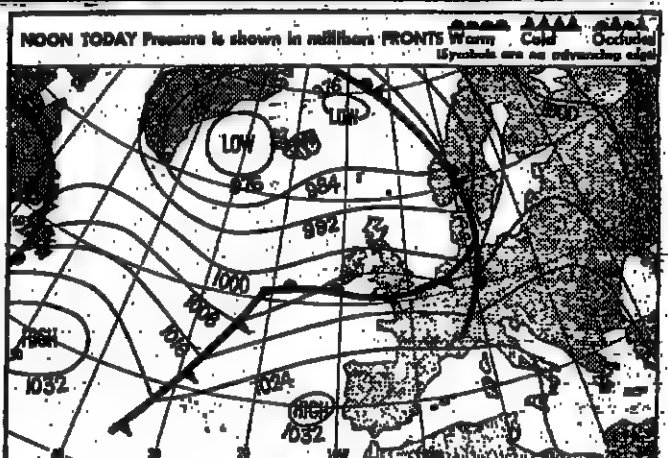 NOON TODAY Pressure is shown in millibars FRONTS Warm Cold Occluded
(Symbols are on advancing edge)
976
LOW
LOW
976
984
992
1000
1008
1016
HIGH
1032
1024
HIGH
1032